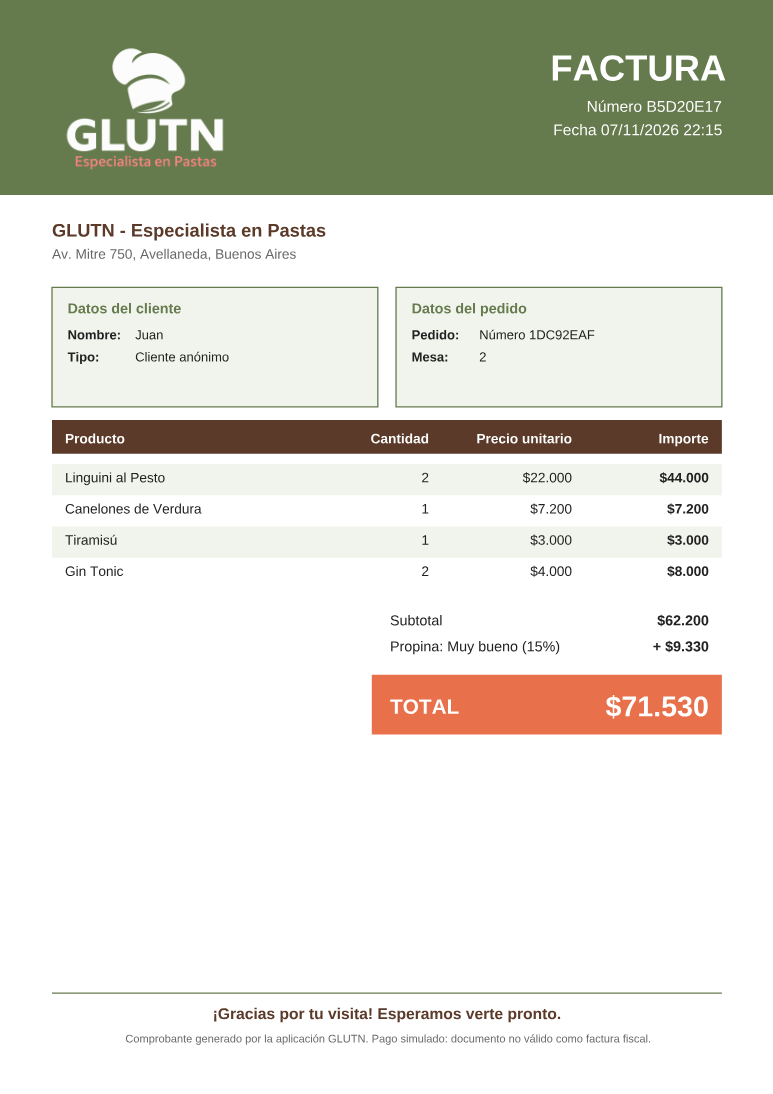 GLUTN
Especialista en Pastas
FACTURA
Número B5D20E17
Fecha 07/11/2026 22:15
GLUTN - Especialista en Pastas
Av. Mitre 750, Avellaneda, Buenos Aires
Datos del cliente
Nombre: Juan
Tipo: Cliente anónimo
Datos del pedido
Pedido: Número 1DC92EAF
Mesa: 2
Producto Cantidad Precio unitario Importe
Linguini al Pesto 2 $22.000 $44.000
Canelones de Verdura 1 $7.200 $7.200
Tiramisú 1 $3.000 $3.000
Gin Tonic 2 $4.000 $8.000
Subtotal $62.200
Propina: Muy bueno (15%) + $9.330
TOTAL $71.530
¡Gracias por tu visita! Esperamos verte pronto.
Comprobante generado por la aplicación GLUTN. Pago simulado: documento no válido como factura fiscal.